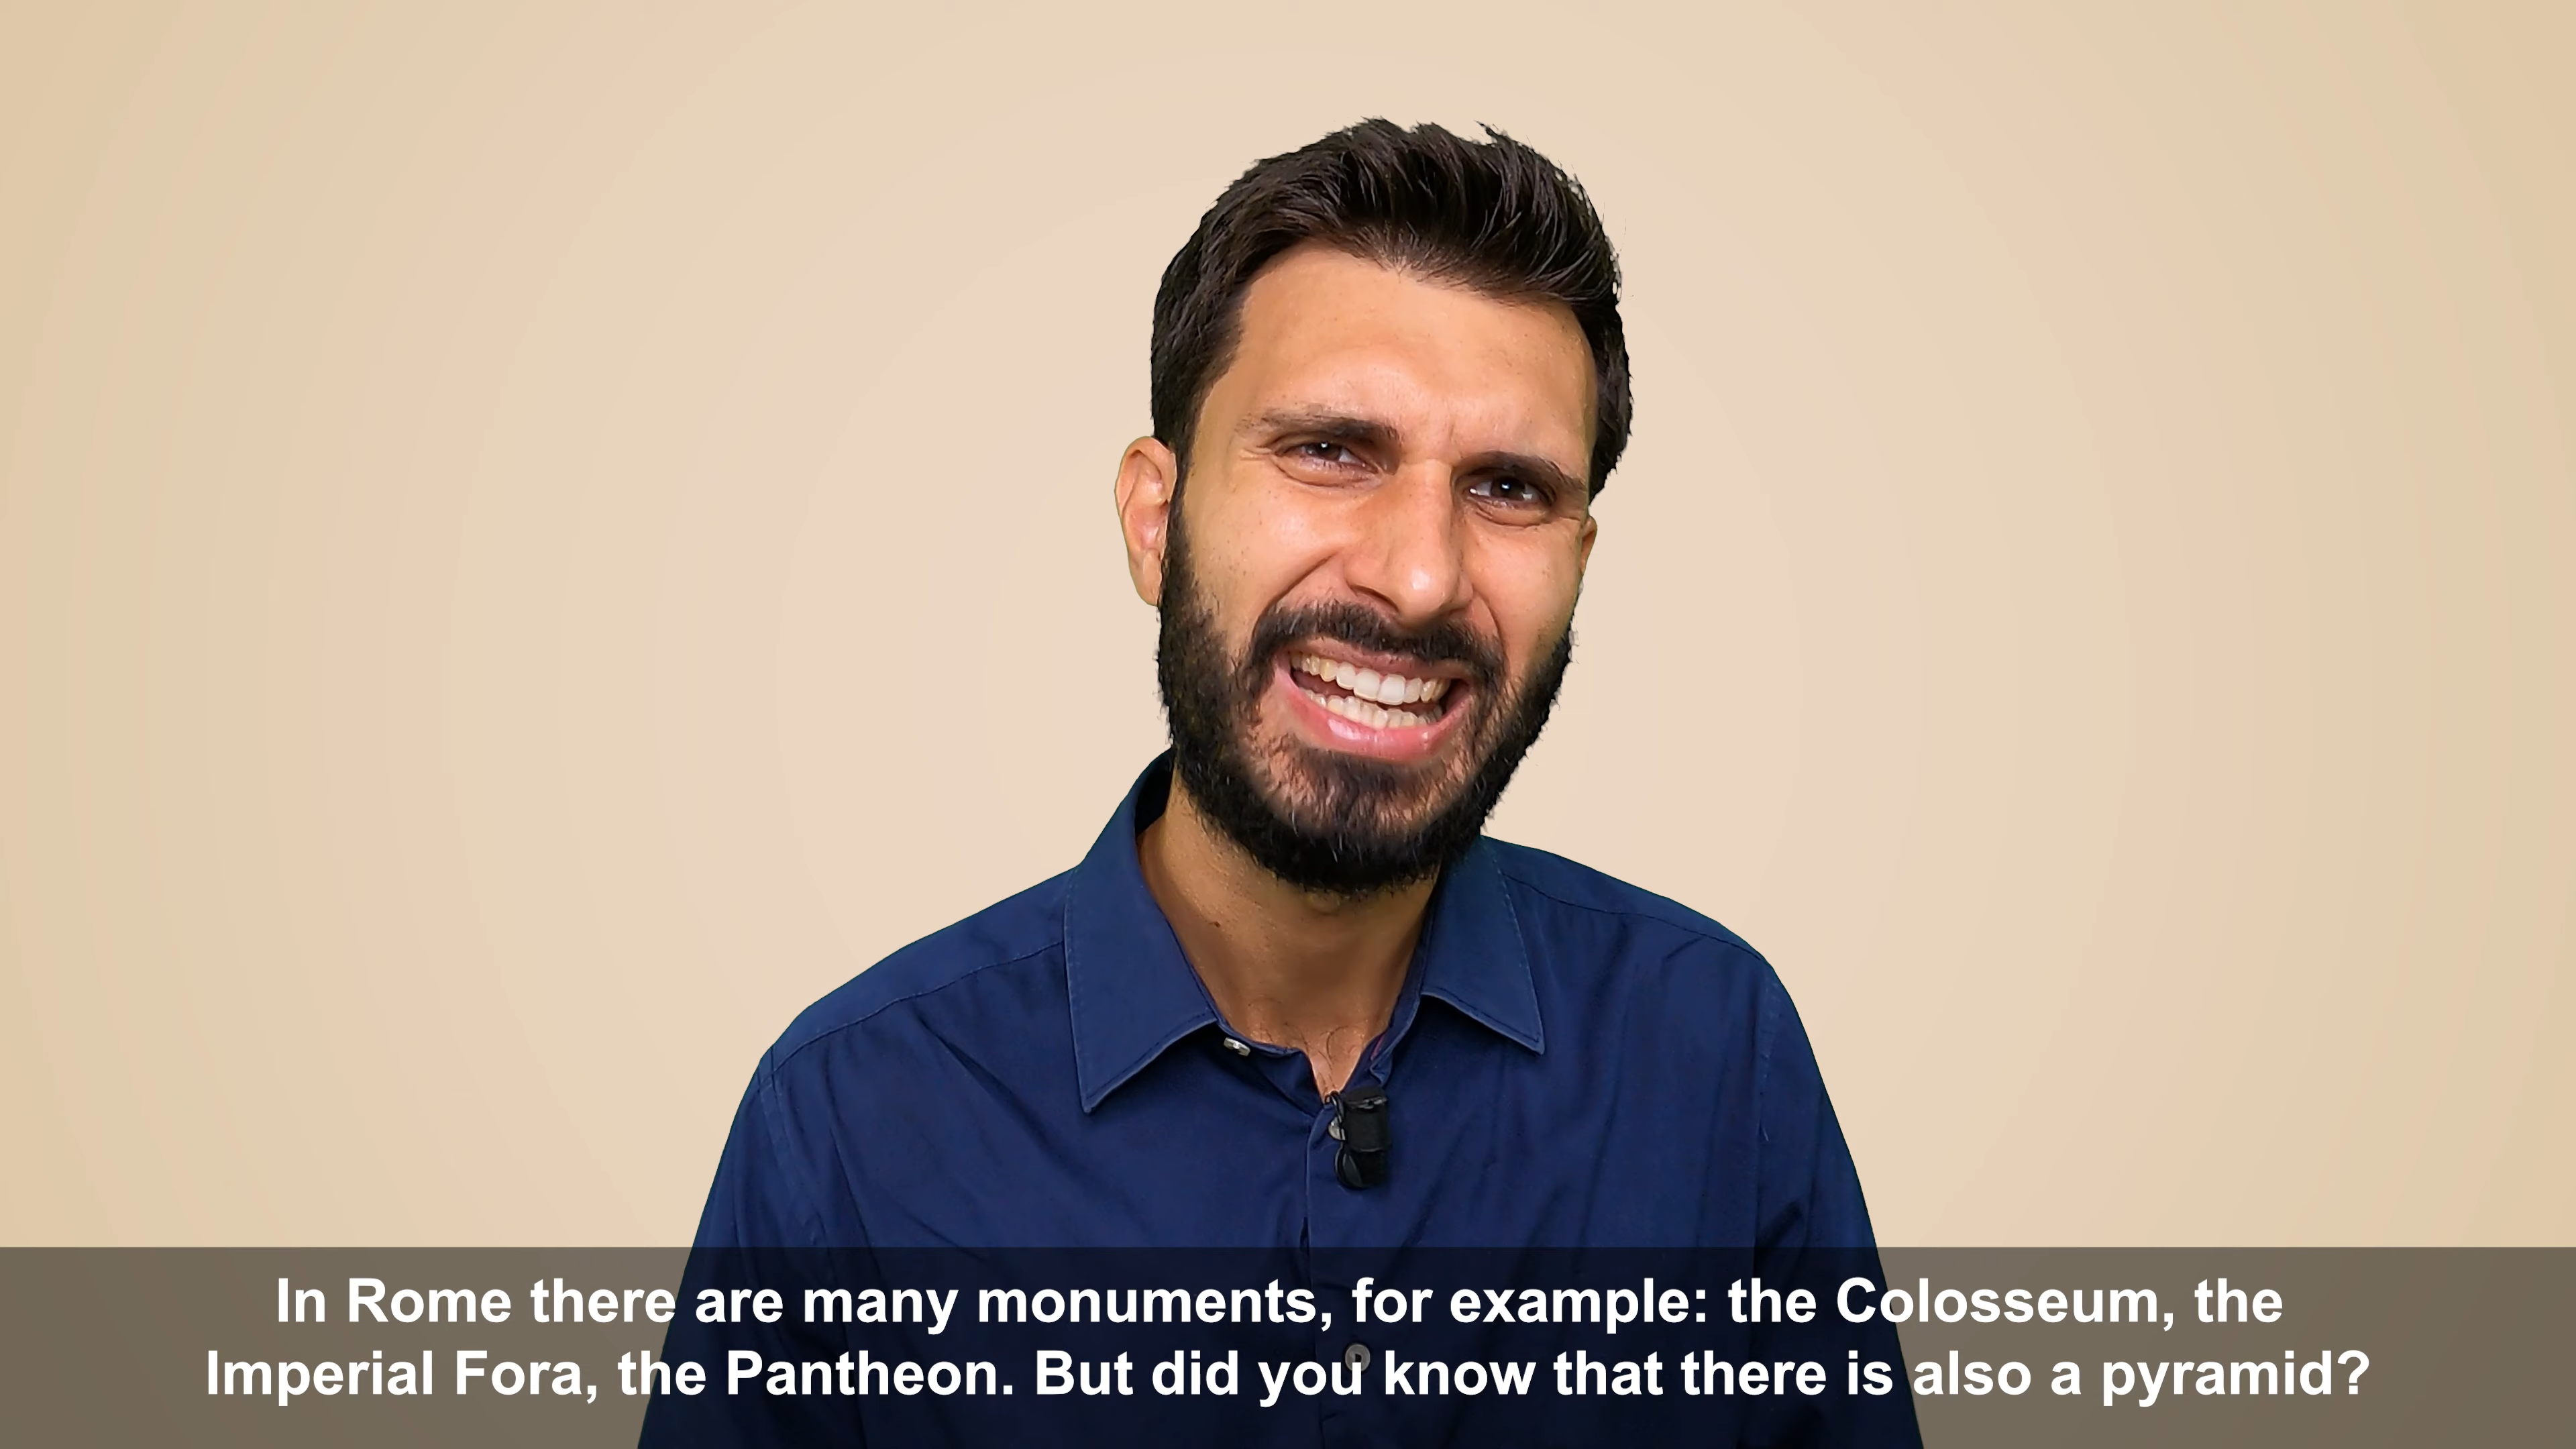 In Rome there are many monuments, for example: the Colosseum, the
Imperial Fora, the Pantheon. But did you know that there is also a pyramid?